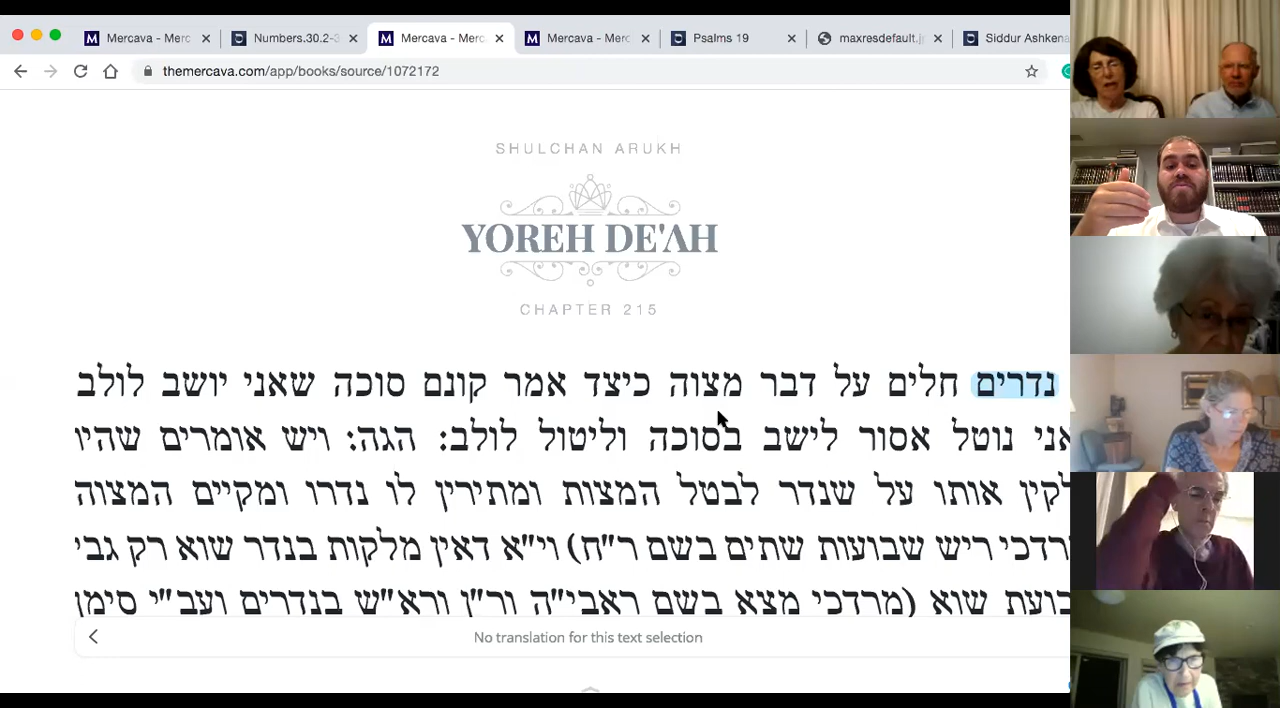 Mercava - Merc
Numbers.30.2-3
Mercava - Merc
Mercava - Merc
Psalms 19
maxresdefault.j
Siddur Ashkena
themercava.com/app/books/source/1072172
SHULCHAN ARUKH
YOREH DE'AH
CHAPTER 215
נדרים חלים על דבר מצוה כיצד אמר קונם סוכה שאני יושב לולב
אני נוטל אסור לישב בסוכה וליטול לולב: הגה: ויש אומרים שהיו
אותו על שנדר לבטל המצות ומתירין לו נדרו ומקיים המצוה
ריש שבועות שתים בשם ר"ח) וי"א דאין מלקות בנדר שוא רק גבי
שוא (מרדכי מצא בשם ראבי"ה ור"ן ורא"ש בנדרים ועב"י סימן
No translation for this text selection